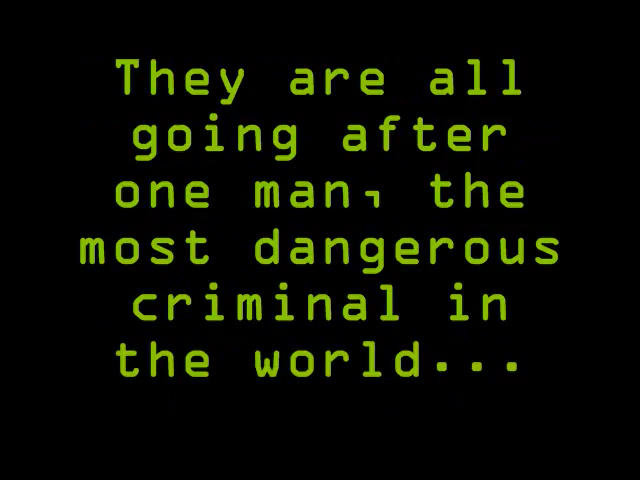 They are all
going after
one man, the
most dangerous
criminal in
the world...